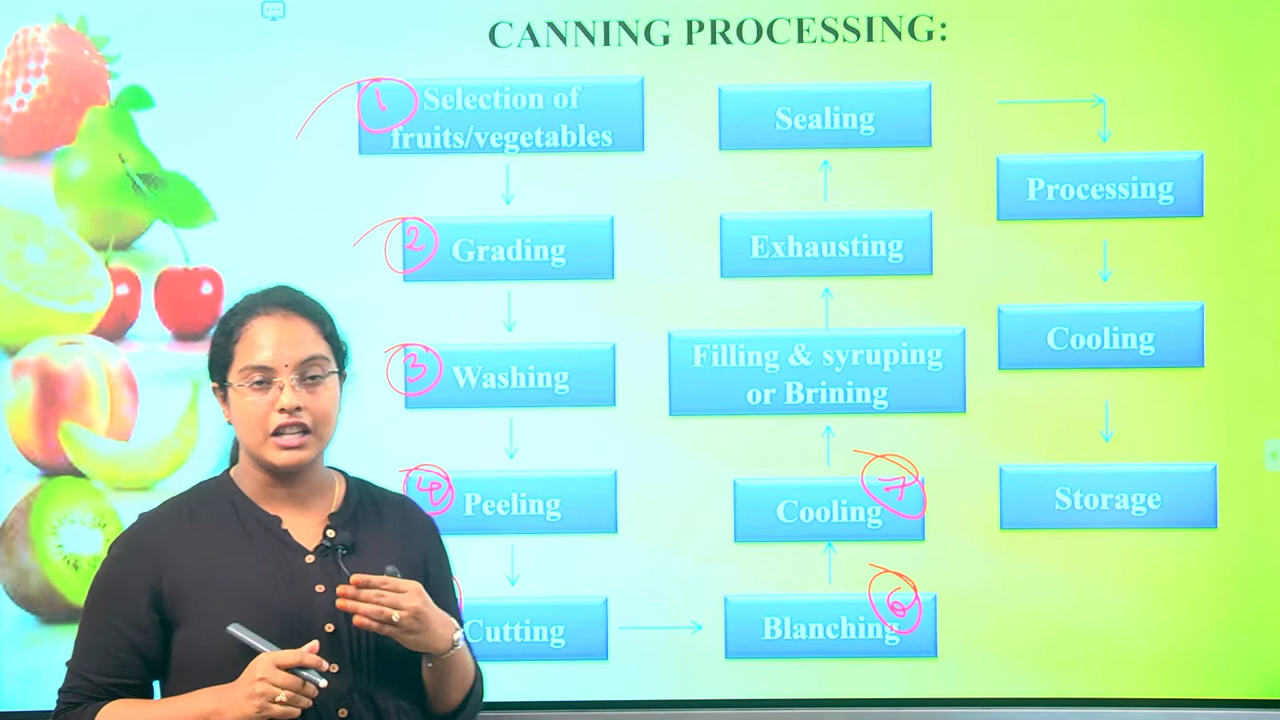 CANNING PROCESSING:
1
Selection of
fruits/vegetables
2
Grading
3
Washing
4
Peeling
Cutting
6
Blanching
7
Cooling
Filling & syruping
or Brining
Exhausting
Sealing
Processing
Cooling
Storage